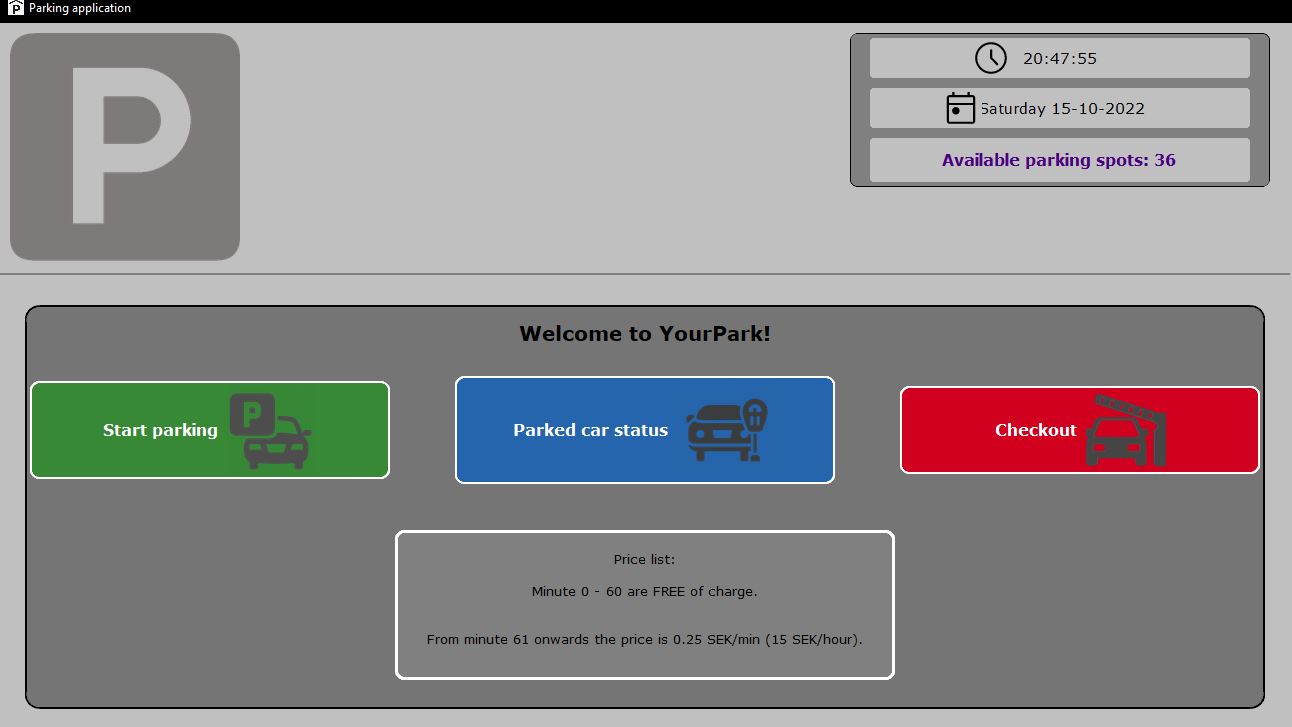 Parking application
P
20:47:55
Saturday 15-10-2022
Available parking spots: 36
Welcome to YourPark!
Start parking
P
Parked car status
Checkout
Price list:
Minute 0 - 60 are FREE of charge.
From minute 61 onwards the price is 0.25 SEK/min (15 SEK/hour).